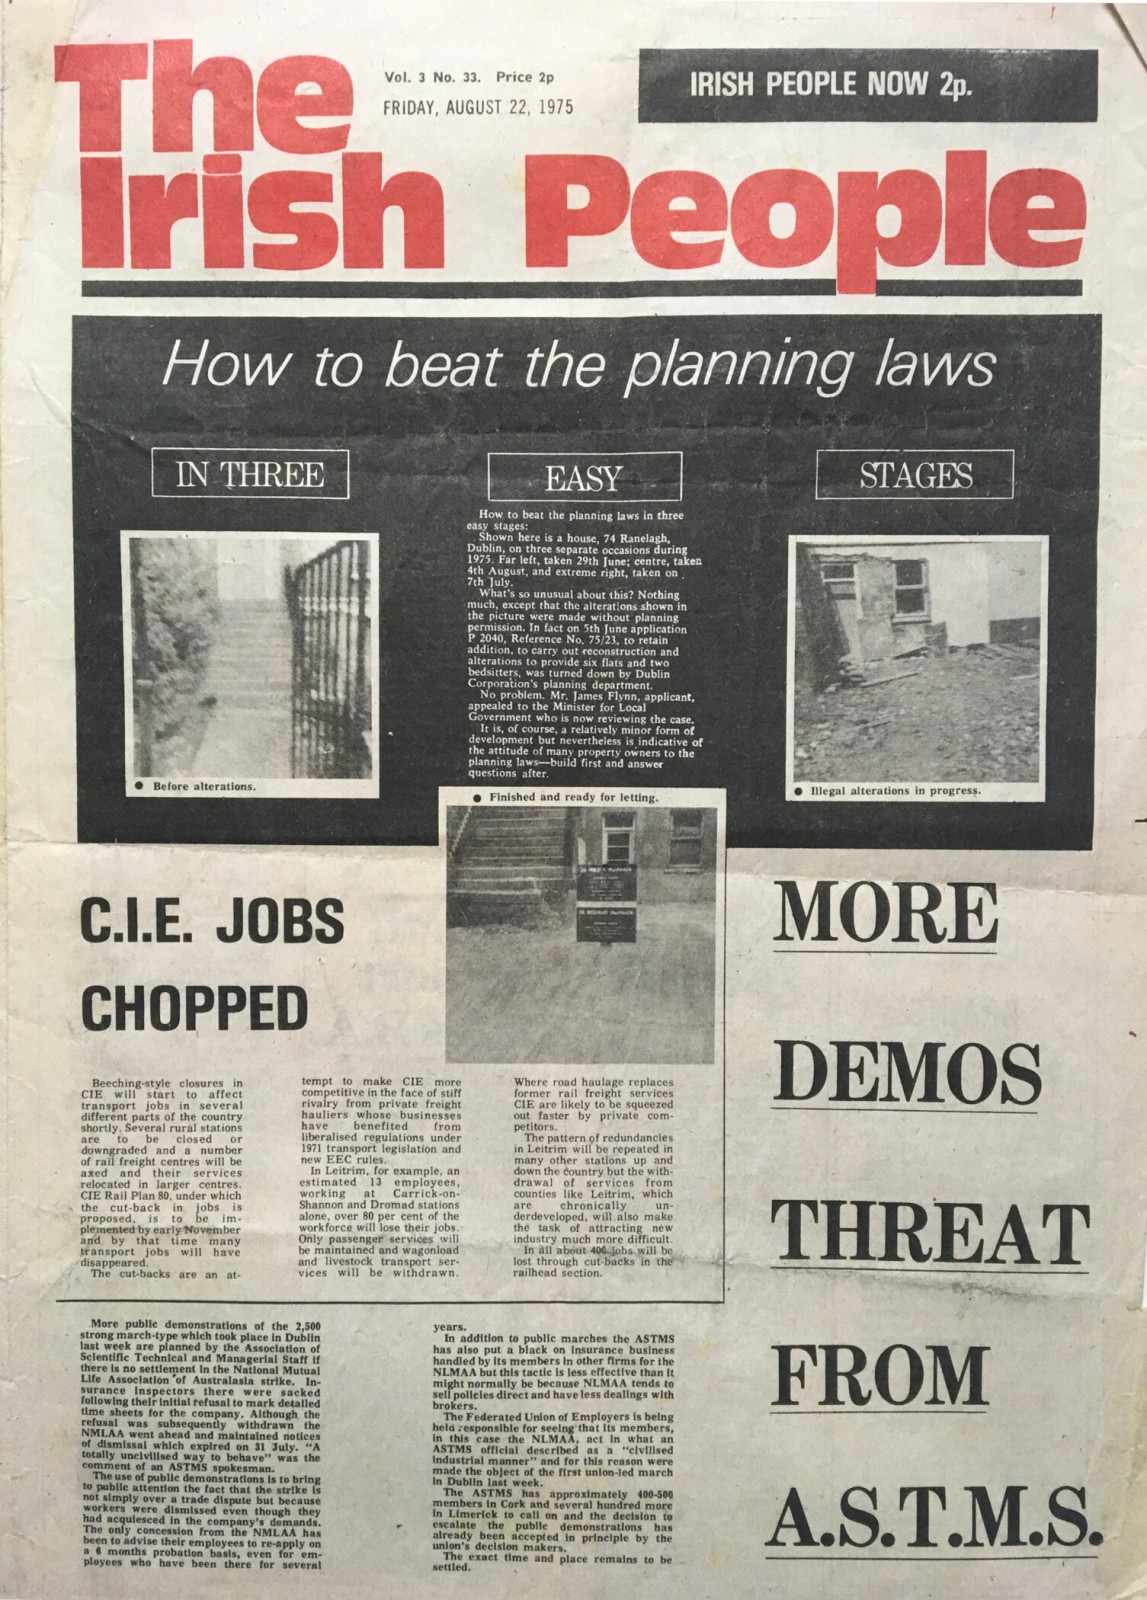 The
Irish People
Vol. 3 No. 33. Price 2p
FRIDAY, AUGUST 22, 1975
IRISH PEOPLE NOW 2p.
How to beat the planning laws
IN THREE
EASY
STAGES
How to beat the planning laws in three
easy stages:
Shown here is a house, 74 Ranelagh,
Dublin, on three separate occasions during
1975. Far left, taken 29th June; centre, taken
4th August, and extreme right, taken on
7th July.
What's so unusual about this? Nothing
much, except that the alterations shown in
the picture were made without planning
permission. In fact on 5th June application
P 2040, Reference No. 75/23, to retain
addition, to carry out reconstruction and
alterations to provide six flats and two
bedsitters, was turned down by Dublin
Corporation's planning department.
No problem. Mr. James Flynn, applicant,
appealed to the Minister for Local
Government who is now reviewing the case.
It is, of course, a relatively minor form of
development but nevertheless is indicative of
the attitude of many property owners to the
planning laws—build first and answer
questions after.
● Before alterations.
● Finished and ready for letting.
● Illegal alterations in progress.
C.I.E. JOBS
CHOPPED
Beeching-style closures in
CIE will start to affect
transport jobs in several
different parts of the country
shortly. Several rural stations
are to be closed or
downgraded and a number
of rail freight centres will be
axed and their services
relocated in larger centres.
CIE Rail Plan 80, under which
the cut-back in jobs is
proposed, is to be im-
plemented by early November
and by that time many
transport jobs will have
disappeared.
The cut-backs are an at-
tempt to make CIE more
competitive in the face of stiff
rivalry from private freight
hauliers whose businesses
have benefited from
liberalised regulations under
1971 transport legislation and
new EEC rules.
In Leitrim, for example, an
estimated 13 employees,
working at Carrick-on-
Shannon and Dromad stations
alone, over 80 per cent of the
workforce will lose their jobs.
Only passenger services will
be maintained and wagonload
and livestock transport ser-
vices will be withdrawn.
Where road haulage replaces
former rail freight services
CIE are likely to be squeezed
out faster by private com-
petitors.
The pattern of redundancies
in Leitrim will be repeated in
many other stations up and
down the country but the with-
drawal of services from
counties like Leitrim, which
are chronically un-
derdeveloped, will also make
the task of attracting new
industry much more difficult.
In all about 400 jobs will be
lost through cut-backs in the
railhead section.
MORE
DEMOS
THREAT
FROM
A.S.T.M.S.
More public demonstrations of the 2,500
strong march-type which took place in Dublin
last week are planned by the Association of
Scientific Technical and Managerial Staff if
there is no settlement in the National Mutual
Life Association of Australasia strike. In-
surance inspectors there were sacked
following their initial refusal to mark detailed
time sheets for the company. Although the
refusal was subsequently withdrawn the
NMLAA went ahead and maintained notices
of dismissal which expired on 31 July. "A
totally uncivilised way to behave" was the
comment of an ASTMS spokesman.
The use of public demonstrations is to bring
to public attention the fact that the strike is
not simply over a trade dispute but because
workers were dismissed even though they
had acquiesced in the company's demands.
The only concession from the NMLAA has
been to advise their employees to re-apply on
a 6 months probation basis, even for em-
ployees who have been there for several
years.
In addition to public marches the ASTMS
has also put a black on insurance business
handled by its members in other firms for the
NLMAA but this tactic is less effective than it
might normally be because NLMAA tends to
sell policies direct and have less dealings with
brokers.
The Federated Union of Employers is being
held responsible for seeing that its members,
in this case the NLMAA, act in what an
ASTMS official described as a "civilised
industrial manner" and for this reason were
made the object of the first union-led march
in Dublin last week.
The ASTMS has approximately 400-500
members in Cork and several hundred more
in Limerick to call on and the decision to
escalate the public demonstrations has
already been accepted in principle by the
union's decision makers.
The exact time and place remains to be
settled.